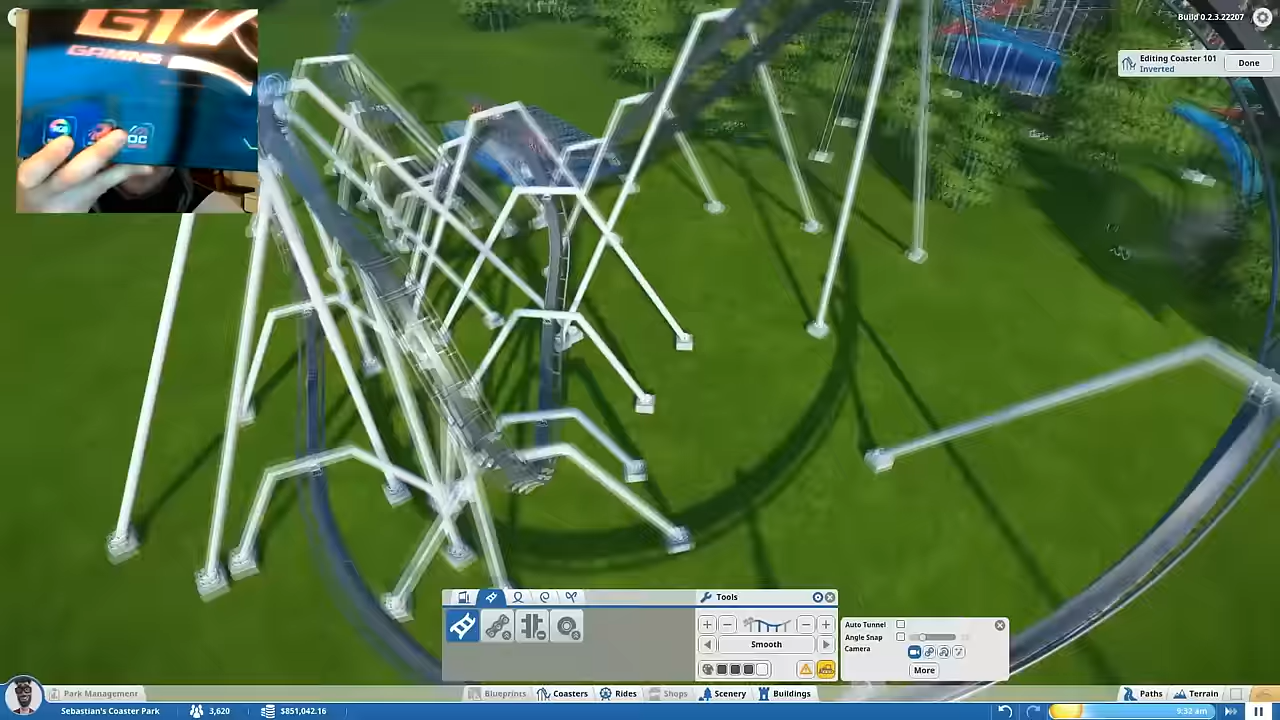 GAMING
OC
Build 0.2.3.22207
Editing Coaster 101
Inverted
Done
Tools
Smooth
Auto Tunnel
Angle Snap
Camera
More
Park Management
Blueprints
Coasters
Rides
Shops
Scenery
Buildings
Paths
Terrain
Sebastian's Coaster Park
3,620
$851,042.16
9:32 am